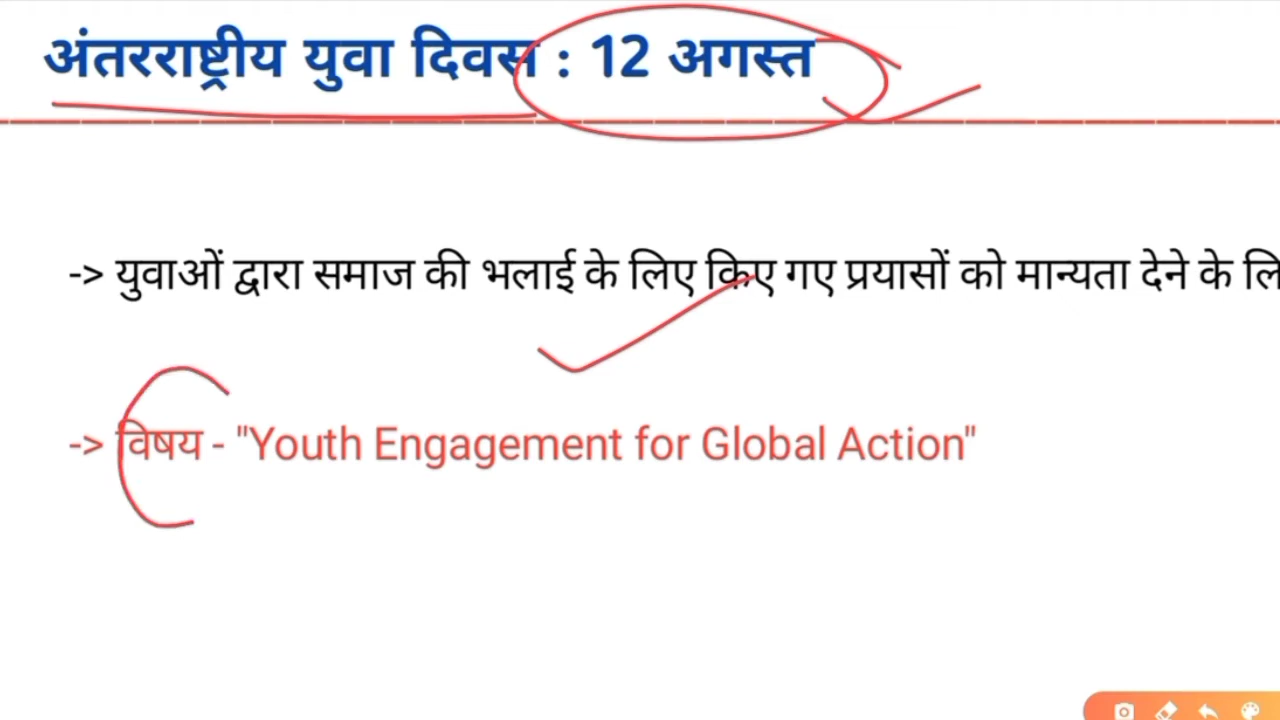 अंतरराष्ट्रीय युवा दिवस : 12 अगस्त
-> युवाओं द्वारा समाज की भलाई के लिए किए गए प्रयासों को मान्यता देने के
-> विषय - "Youth Engagement for Global Action"